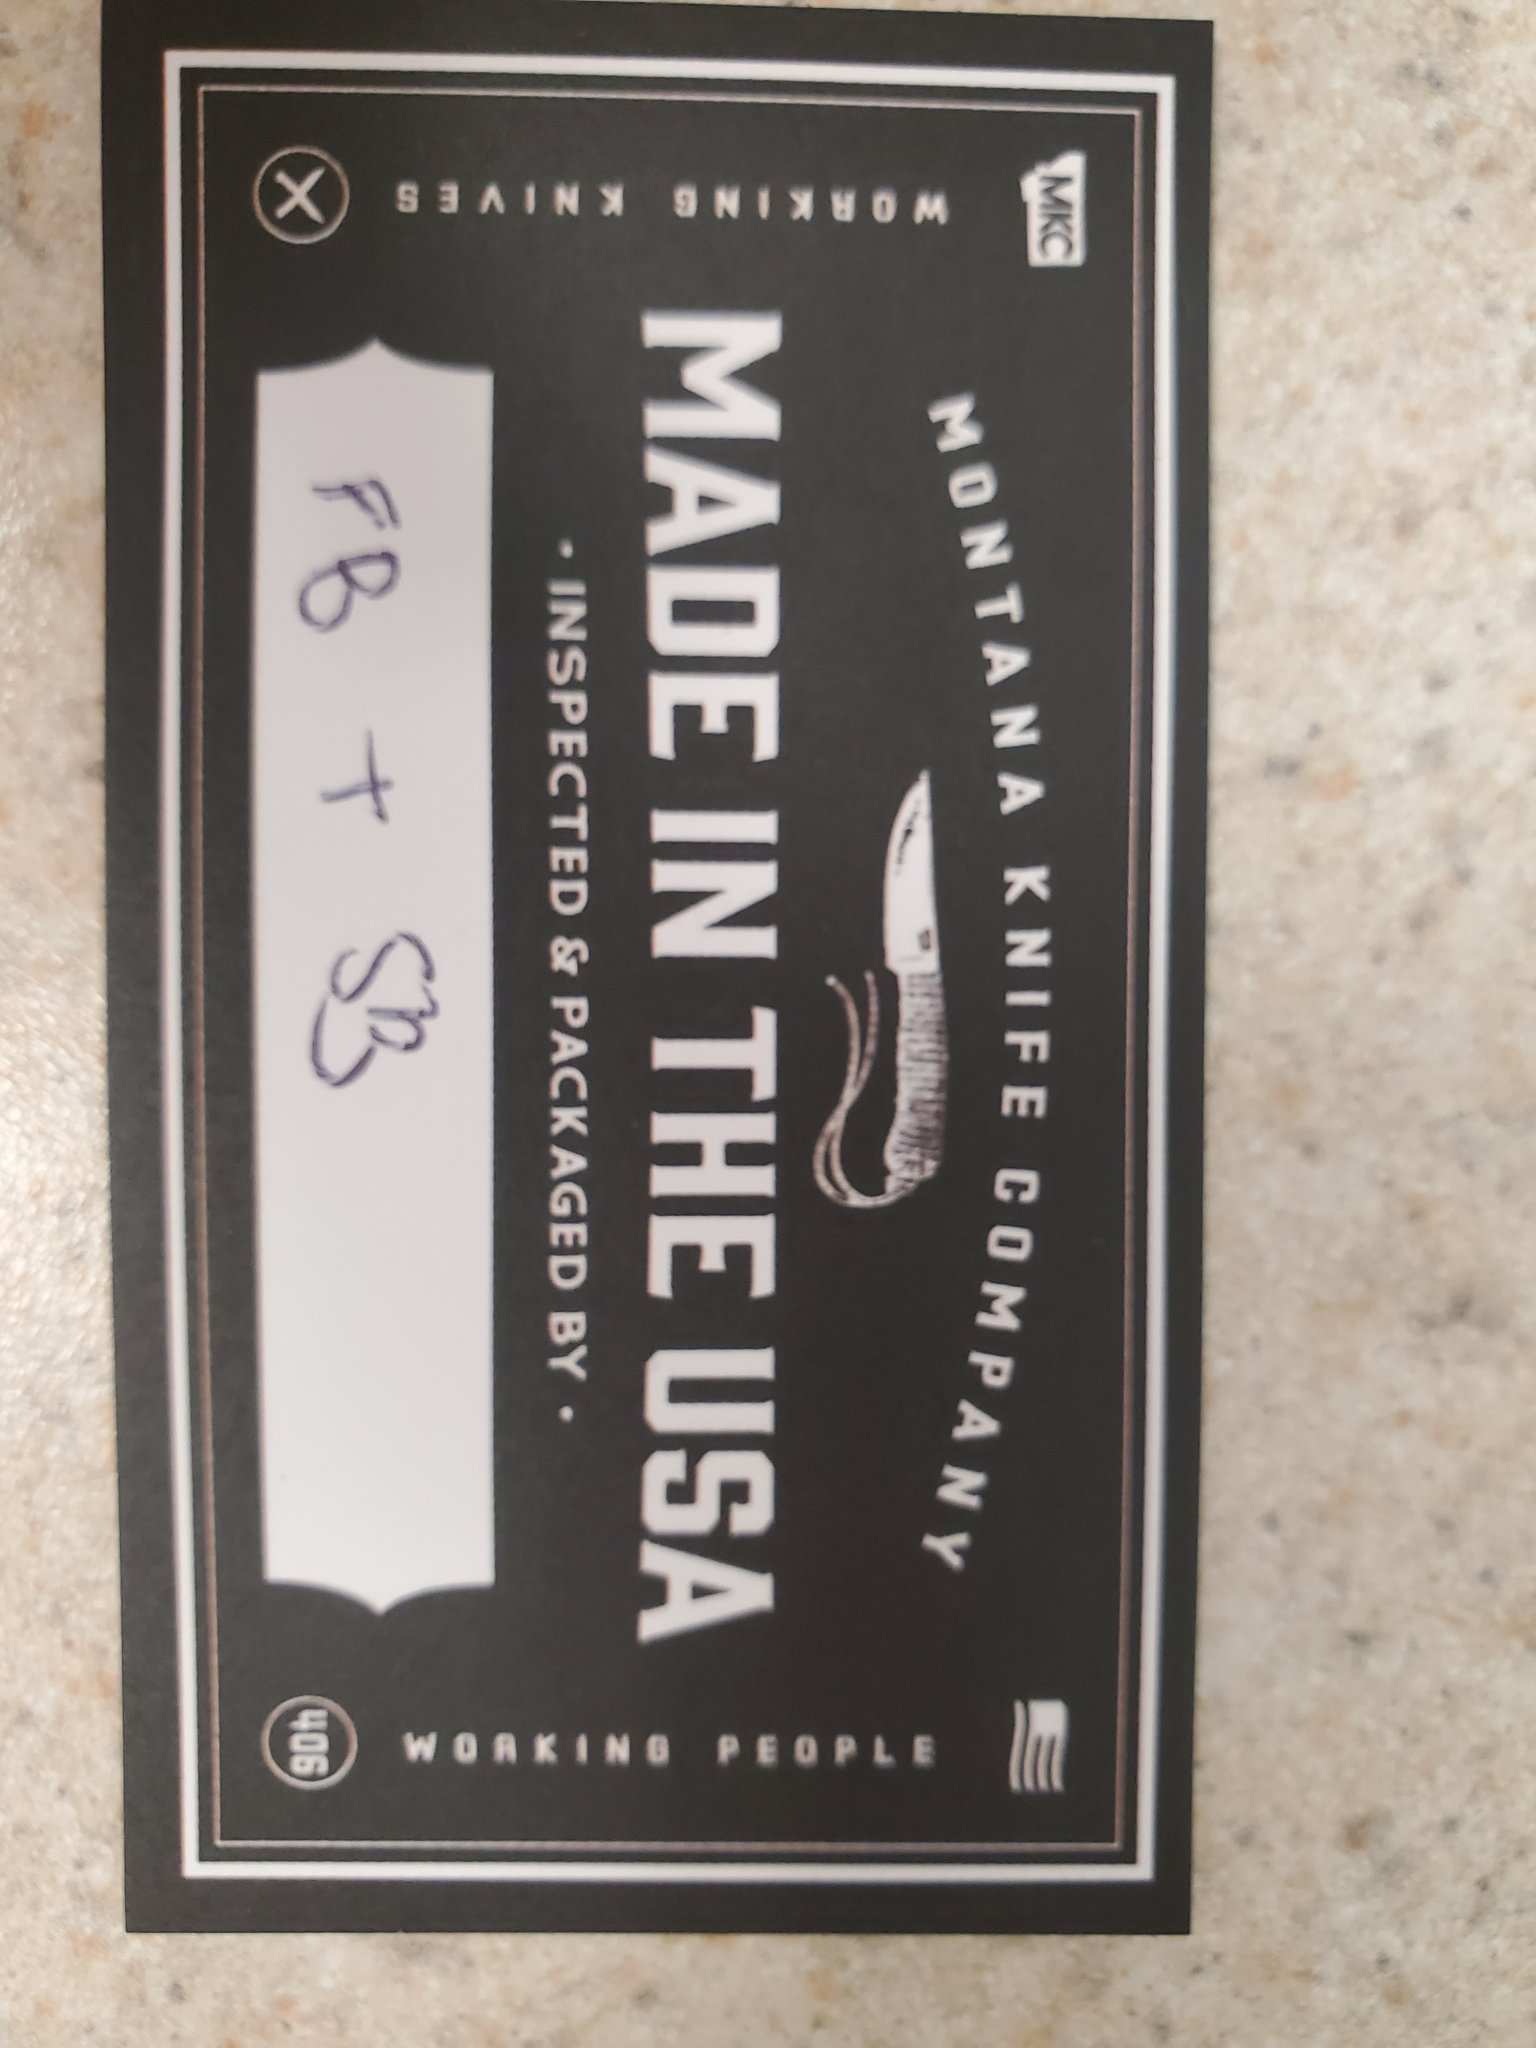 MKC
MONTANA KNIFE COMPANY
MADE IN THE USA
• INSPECTED & PACKAGED BY •
FB + SB
WORKING KNIVES
WORKING PEOPLE
406